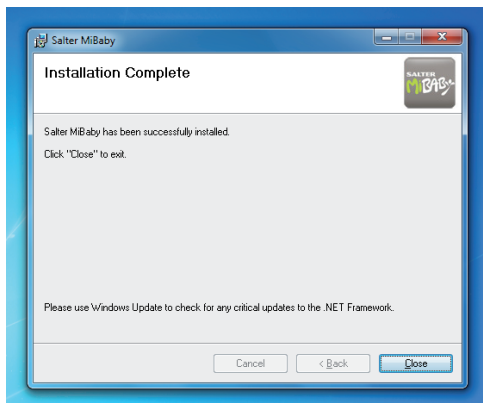 Salter MiBaby
Installation Complete
SALTER
MiBABY
Salter MiBaby has been successfully installed.
Click "Close" to exit.
Please use Windows Update to check for any critical updates to the .NET Framework.
Cancel
< Back
Close